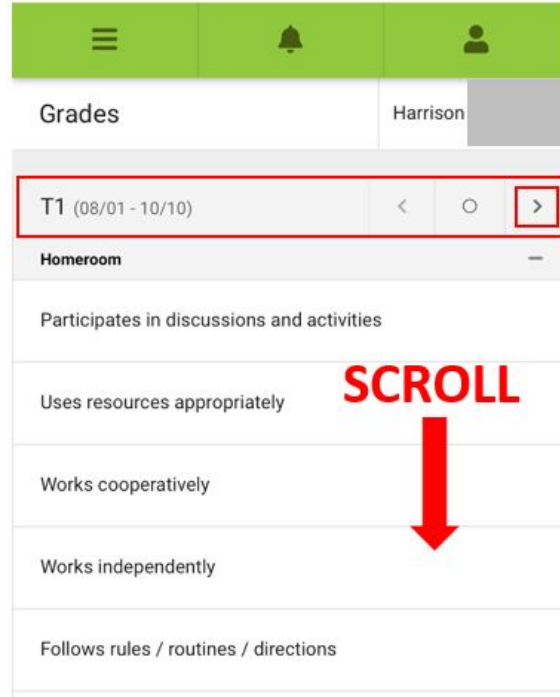 Grades
Harrison
T1 (08/01 - 10/10)
Homeroom
Participates in discussions and activities
SCROLL
Uses resources appropriately
Works cooperatively
Works independently
Follows rules / routines / directions